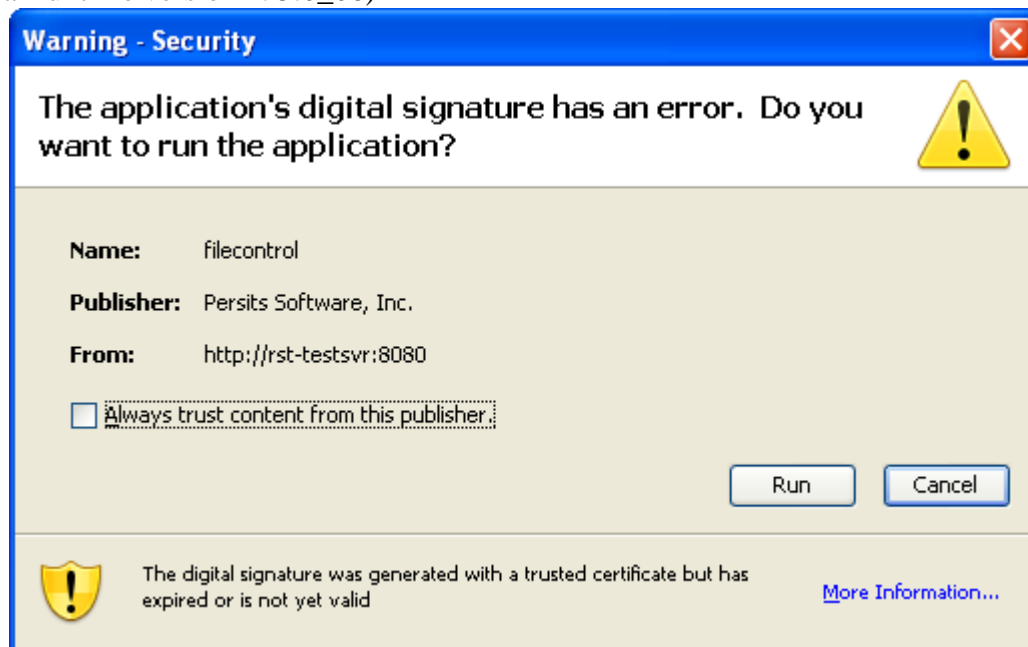 Warning - Security
The application's digital signature has an error. Do you
want to run the application?
Name: filecontrol
Publisher: Persits Software, Inc.
From: http://rst-testsvr:8080
Always trust content from this publisher.
Run Cancel
The digital signature was generated with a trusted certificate but has
expired or is not yet valid
More Information...